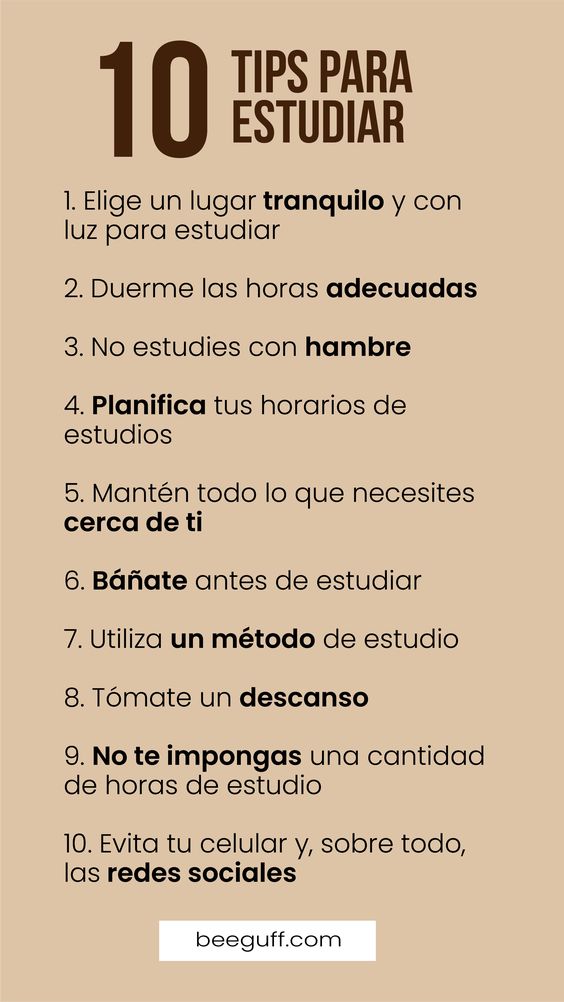 10 TIPS PARA
ESTUDIAR
1. Elige un lugar tranquilo y con
luz para estudiar
2. Duerme las horas adecuadas
3. No estudies con hambre
4. Planifica tus horarios de
estudios
5. Mantén todo lo que necesites
cerca de ti
6. Báñate antes de estudiar
7. Utiliza un método de estudio
8. Tómate un descanso
9. No te impongas una cantidad
de horas de estudio
10. Evita tu celular y, sobre todo,
las redes sociales
beeguff.com